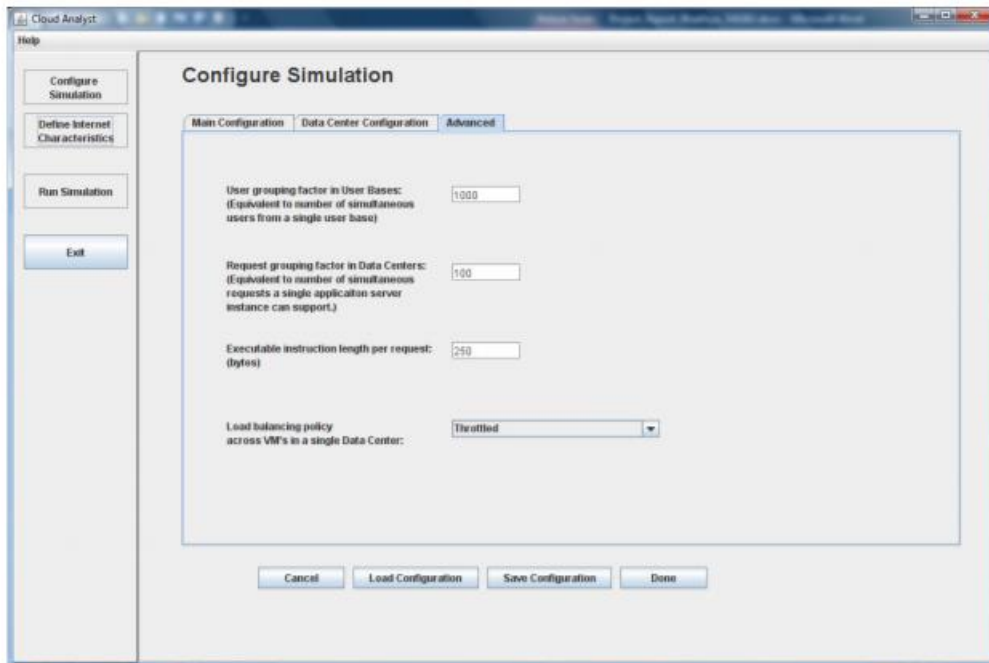 Cloud Analyst
Help
Configure
Simulation
Define Internet
Characteristics
Run Simulation
Exit
Configure Simulation
Main Configuration
Data Center Configuration
Advanced
User grouping factor in User Bases:
(Equivalent to number of simultaneous
users from a single user base)
1000
Request grouping factor in Data Centers:
(Equivalent to number of simultaneous
requests a single applicaiton server
instance can support.)
100
Executable instruction length per request:
(bytes)
250
Load balancing policy
across VM's in a single Data Center:
Throttled
Cancel
Load Configuration
Save Configuration
Done